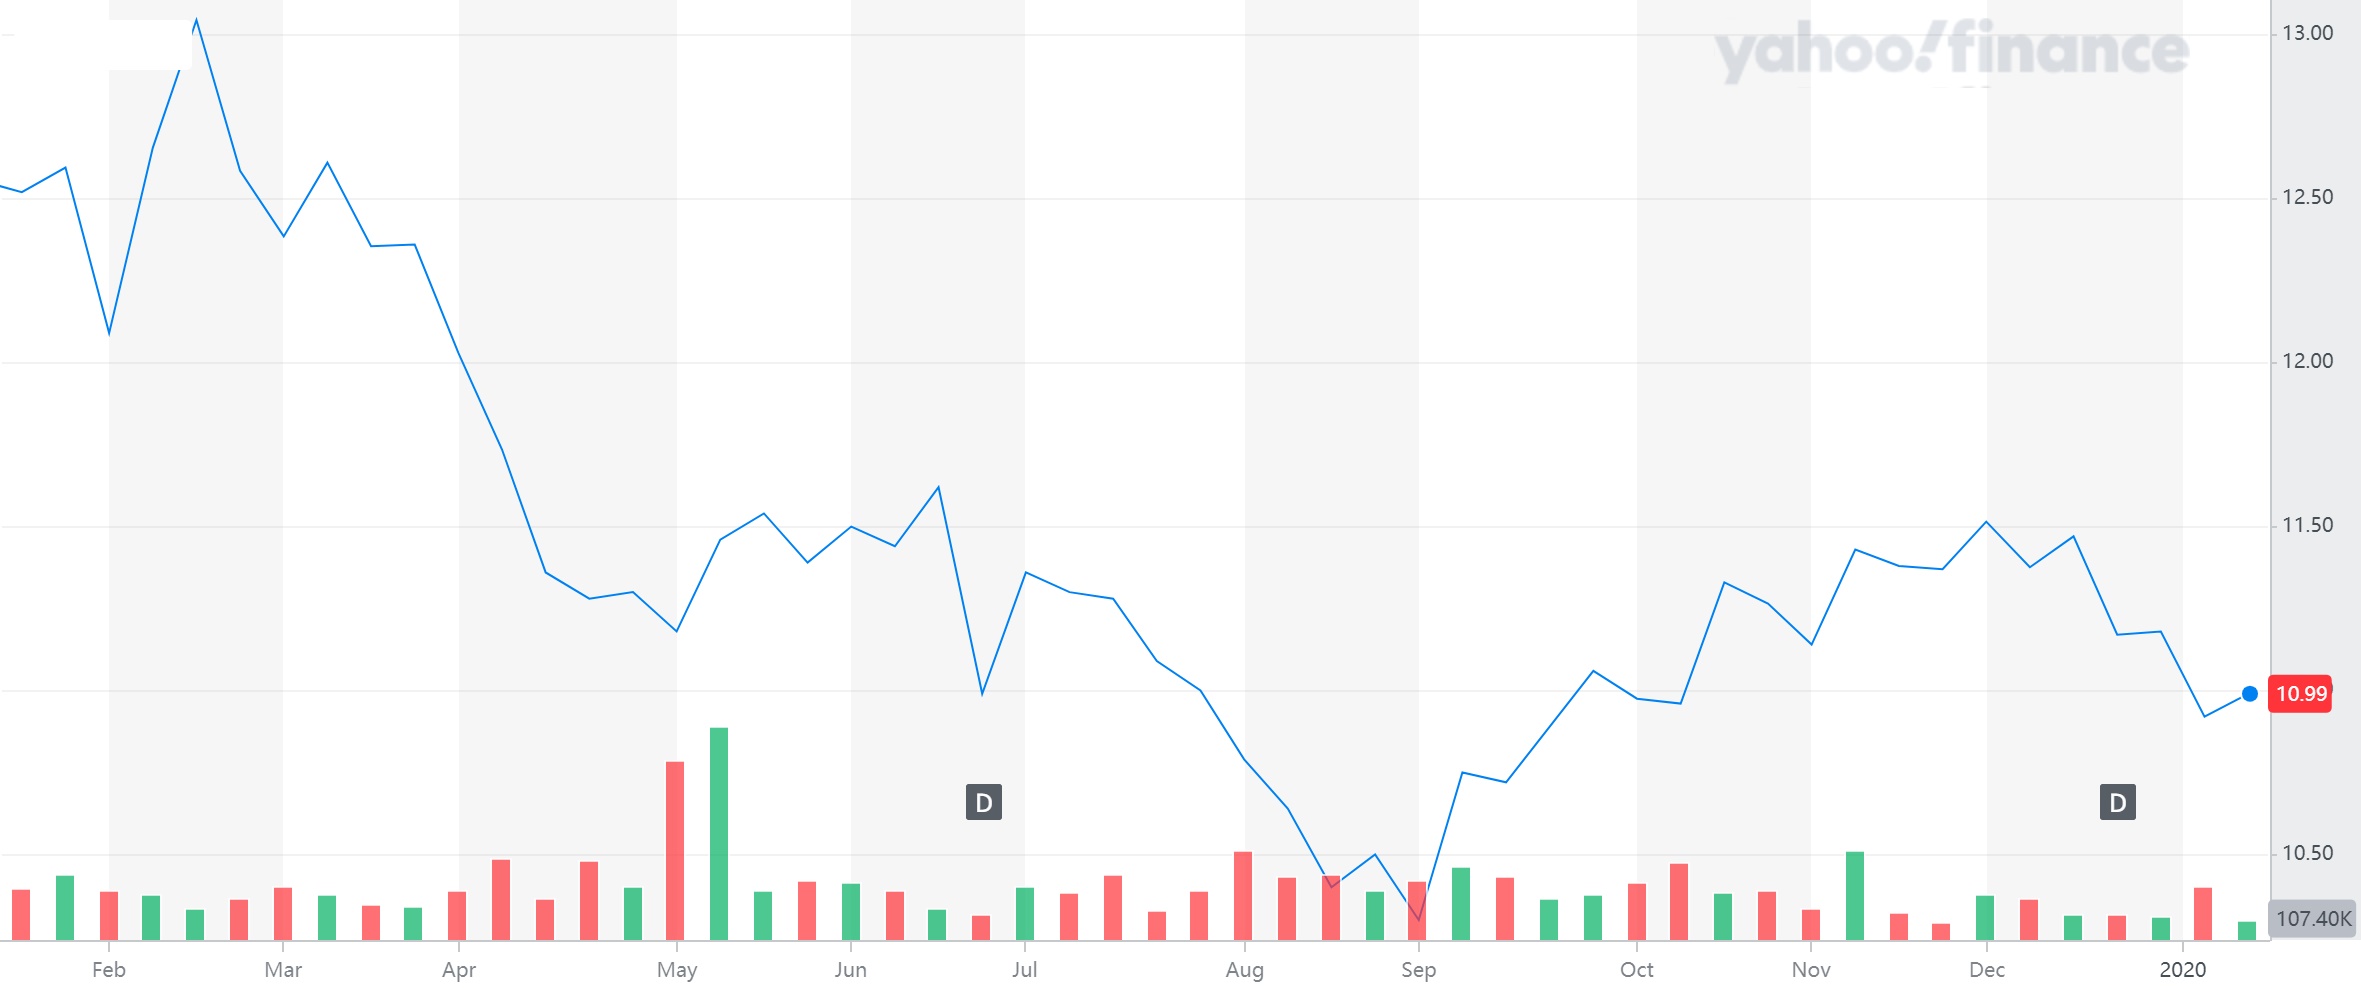 yahoo!finance
13.00
12.50
12.00
11.50
10.99
D
D
10.50
107.40K
Feb Mar Apr May Jun Jul Aug Sep Oct Nov Dec 2020